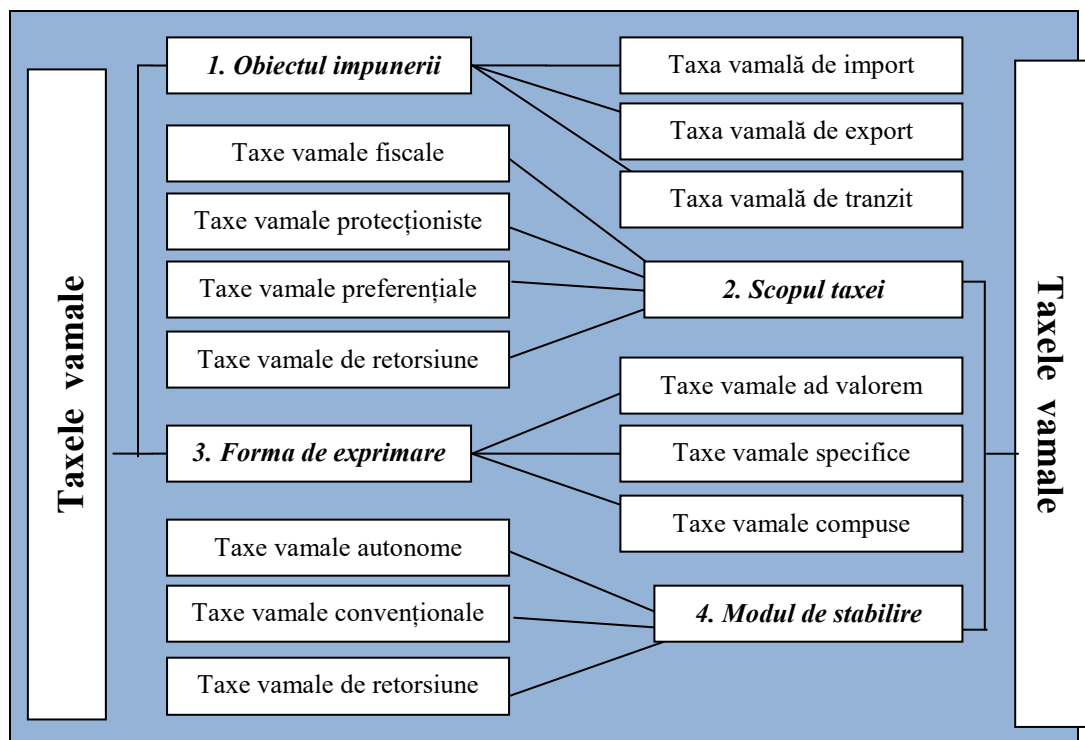 Taxele vamale
1. Obiectul impunerii
Taxa vamală de import
Taxa vamală de export
Taxa vamală de tranzit
Taxe vamale fiscale
Taxe vamale protecționiste
Taxe vamale preferențiale
Taxe vamale de retorsiune
2. Scopul taxei
3. Forma de exprimare
Taxe vamale ad valorem
Taxe vamale specifice
Taxe vamale compuse
Taxe vamale autonome
Taxe vamale convenționale
Taxe vamale de retorsiune
4. Modul de stabilire
Taxele vamale